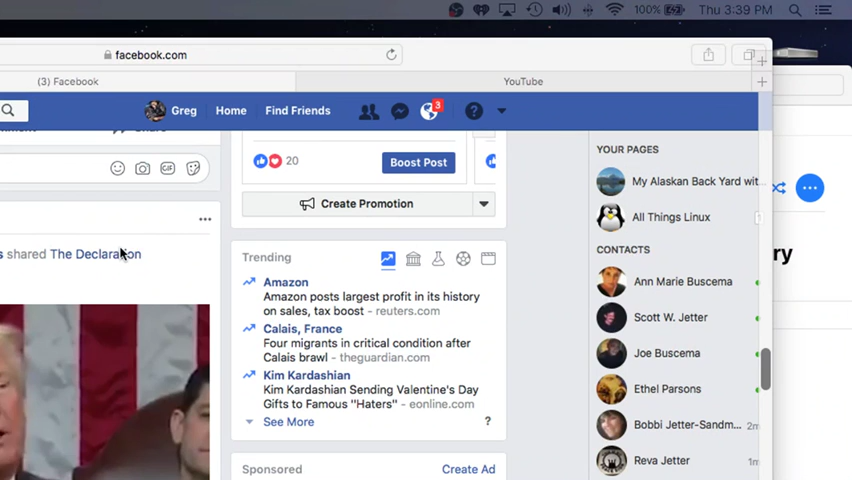 100%
Thu 3:39 PM
facebook.com
(3) Facebook
YouTube
Greg
Home
Find Friends
3
20
Boost Post
Create Promotion
GIF
shared The Declaration
Trending
Amazon
Amazon posts largest profit in its history
on sales, tax boost - reuters.com
Calais, France
Four migrants in critical condition after
Calais brawl - theguardian.com
Kim Kardashian
Kim Kardashian Sending Valentine's Day
Gifts to Famous "Haters" - eonline.com
See More
?
Sponsored
Create Ad
YOUR PAGES
My Alaskan Back Yard wit
All Things Linux
CONTACTS
Ann Marie Buscema
Scott W. Jetter
Joe Buscema
Ethel Parsons
Bobbi Jetter-Sandm... 2m
Reva Jetter 1m
ry